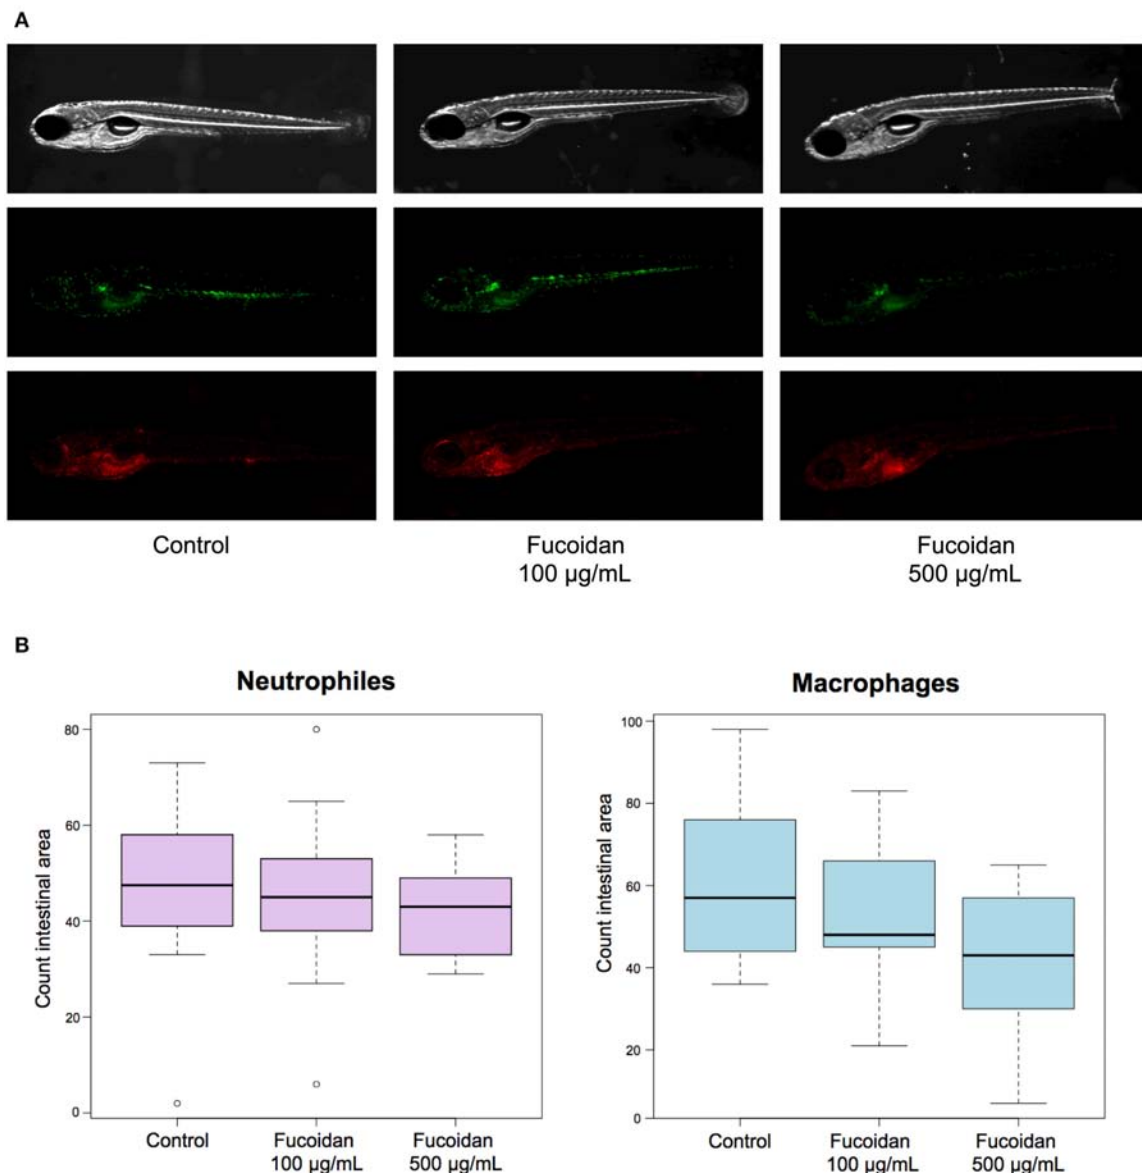 A
Control
Fucoidan
100 µg/mL
Fucoidan
500 µg/mL
B
Neutrophiles
Count intestinal area
80
60
40
20
0
Control
Fucoidan
100 µg/mL
Fucoidan
500 µg/mL
Macrophages
Count intestinal area
100
80
60
40
20
0
Control
Fucoidan
100 µg/mL
Fucoidan
500 µg/mL